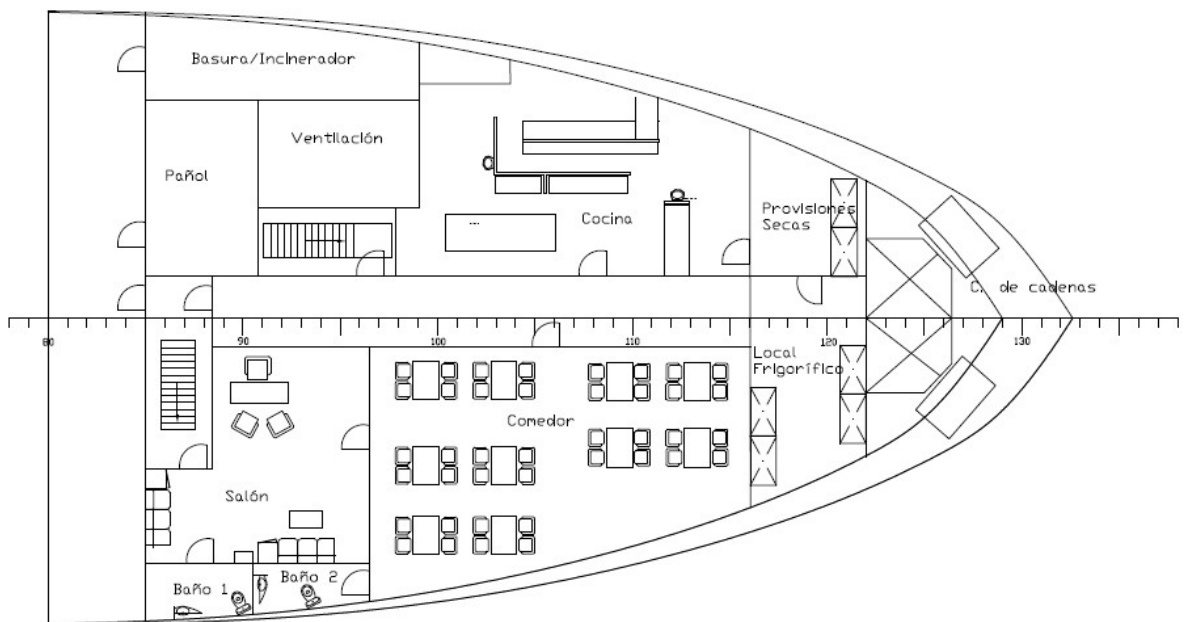 Basura/Incinerador
Ventilación
Pañol
Cocina
Provisiones
Secas
C. de cadenas
80
90
100
110
120
130
Local
Frigorífico
Comedor
Salón
Baño 1
Baño 2